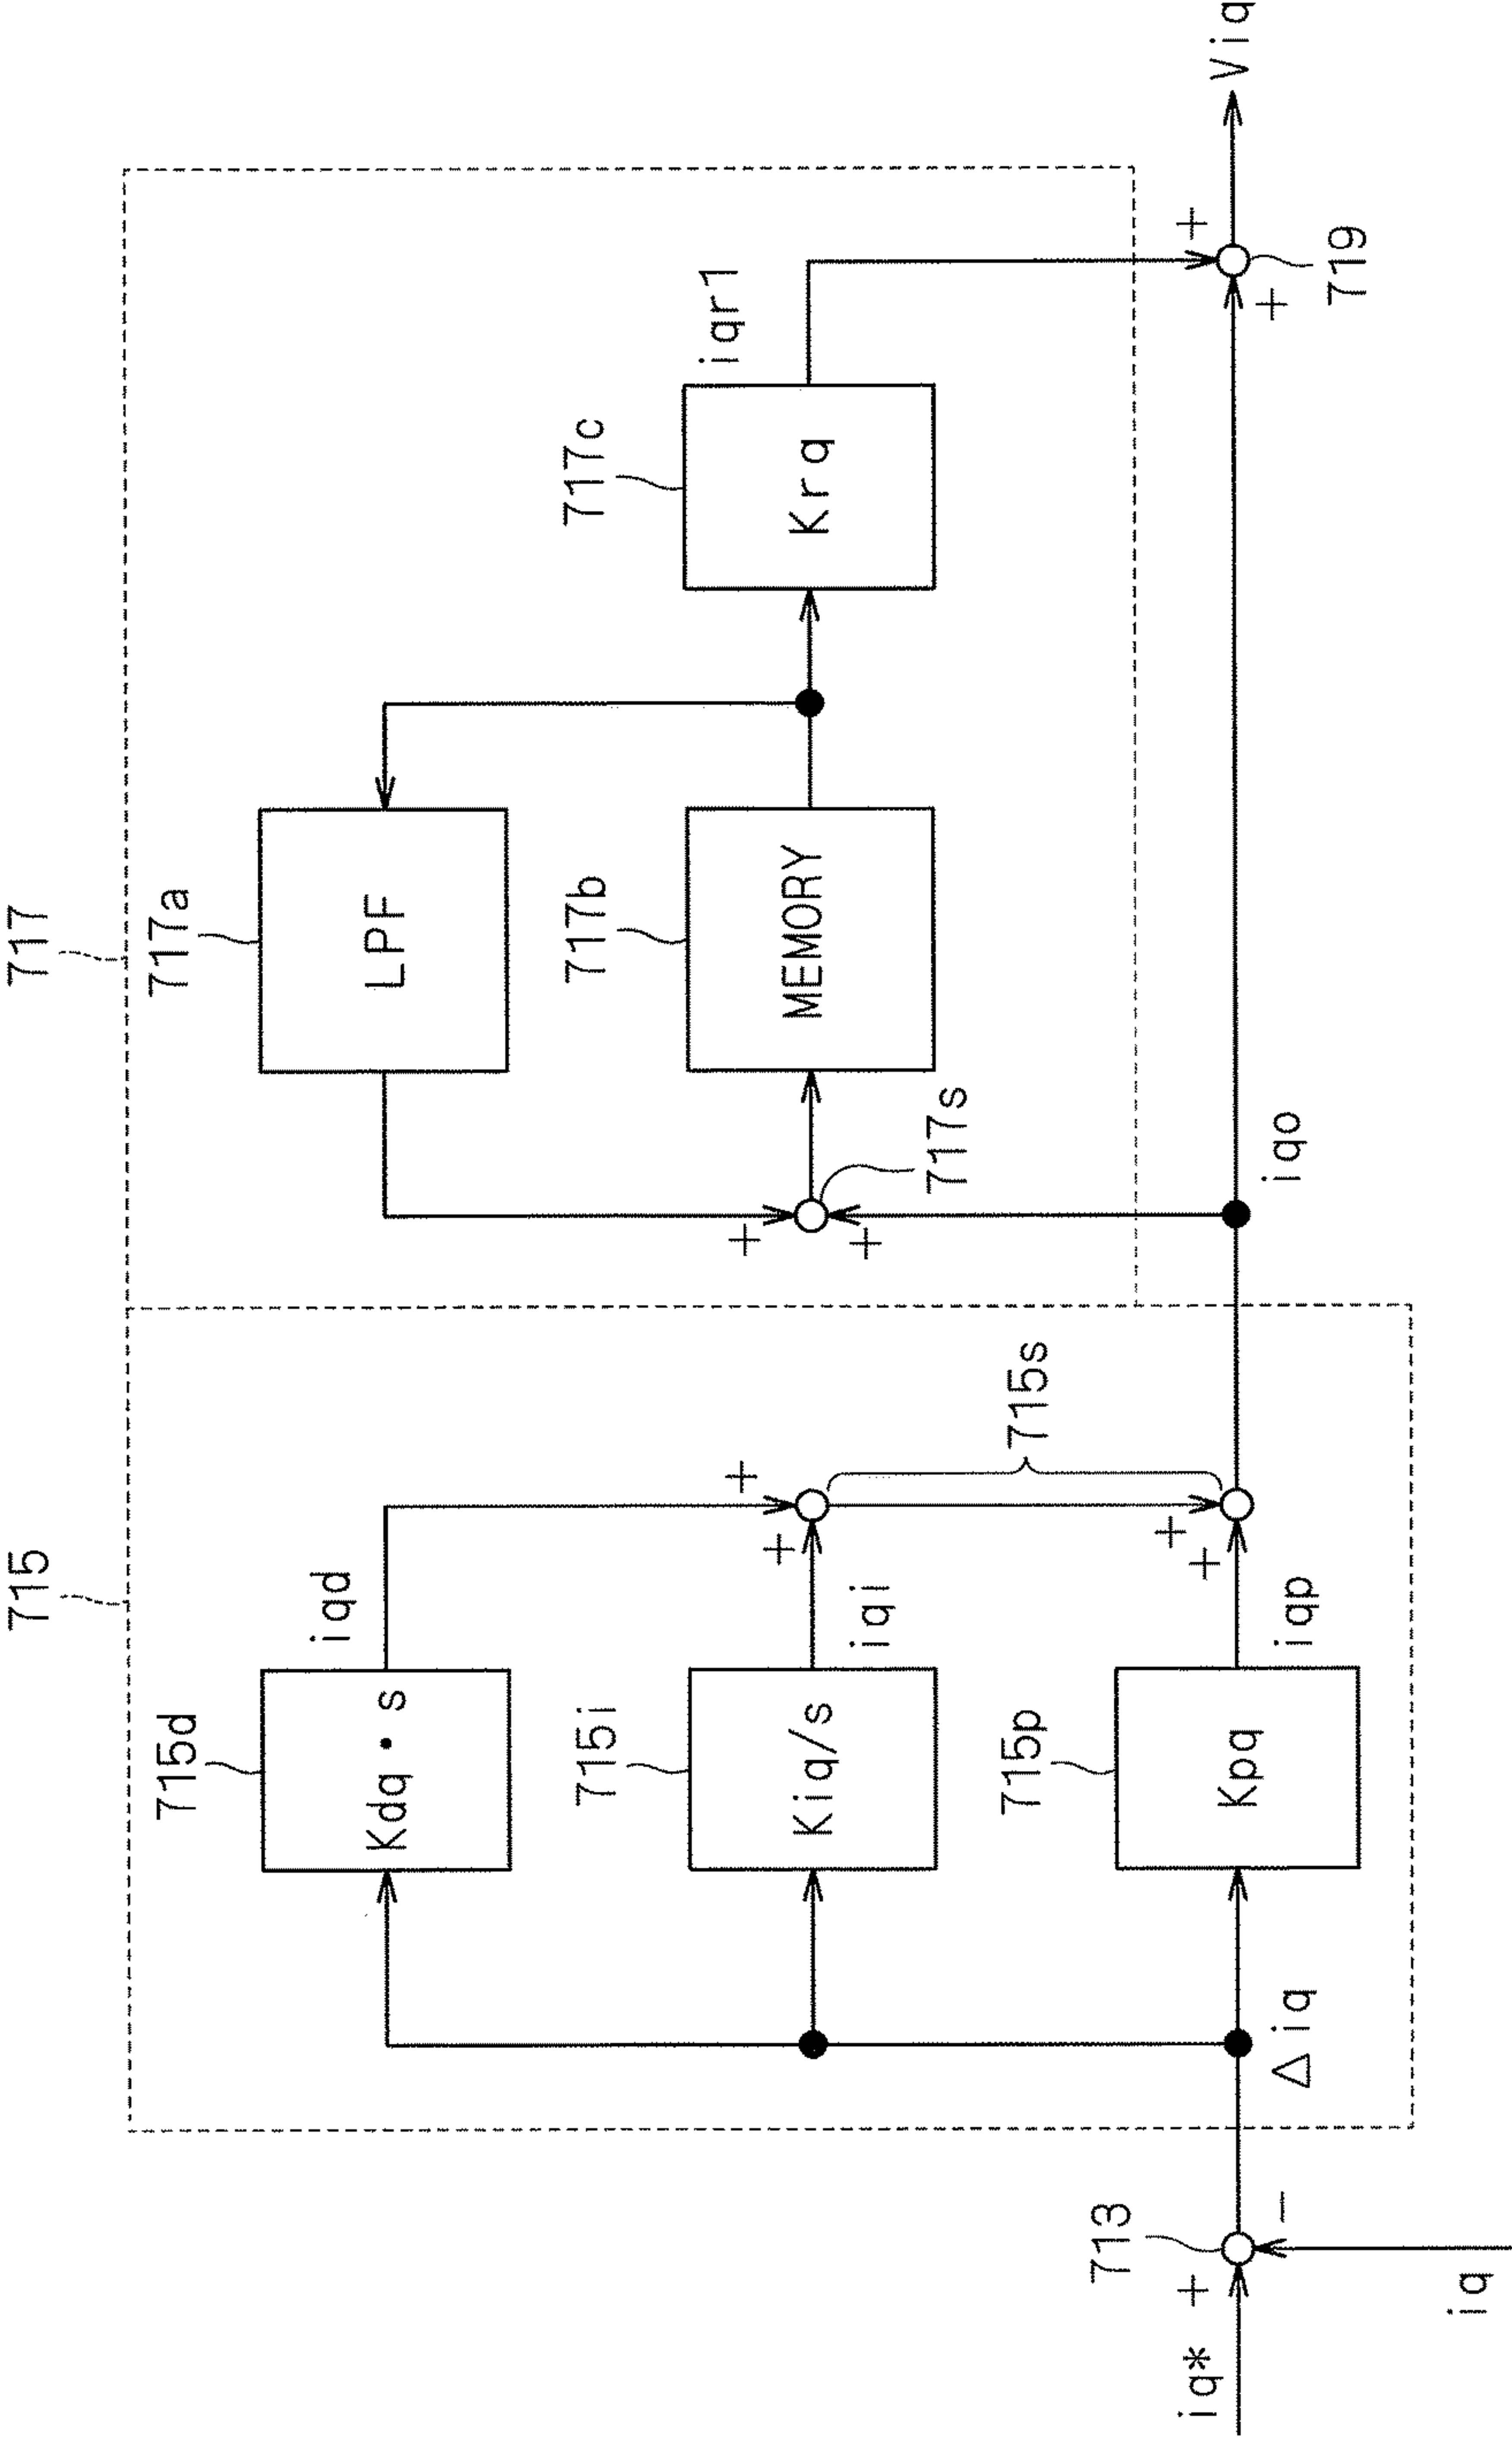 717
717a
LPF
717b
MEMORY
717c
Krq
iqr1
+
+
717s
+
+
719
Viq
iqo
715
715d
Kdq・s
iqd
715i
Kiq/s
iqi
+
+
715s
715p
Kpq
iqp
+
+
Δiq
713
+
−
iq*
iq